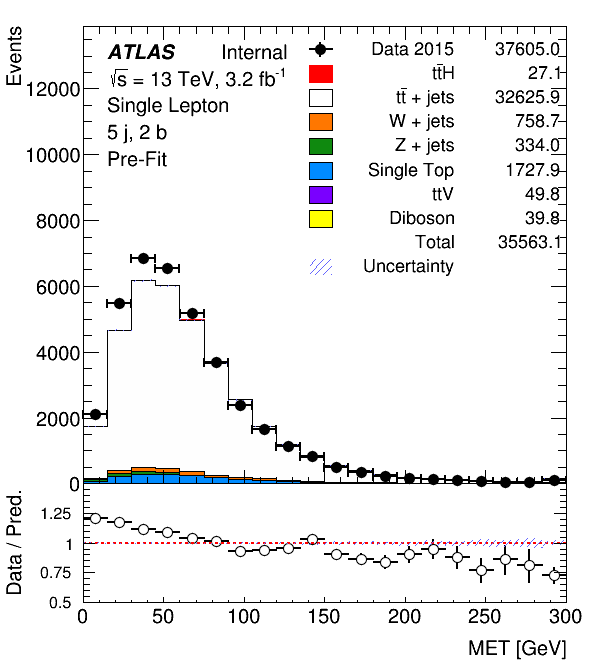 Events
ATLAS Internal
√s = 13 TeV, 3.2 fb⁻¹
Single Lepton
5 j, 2 b
Pre-Fit
Data 2015 37605.0
tt̄H 27.1
tt̄ + jets 32625.9
W + jets 758.7
Z + jets 334.0
Single Top 1727.9
ttV 49.8
Diboson 39.8
Total 35563.1
Uncertainty
12000
10000
8000
6000
4000
2000
0
Data / Pred.
1.25
1
0.75
0.5
0 50 100 150 200 250 300
MET [GeV]